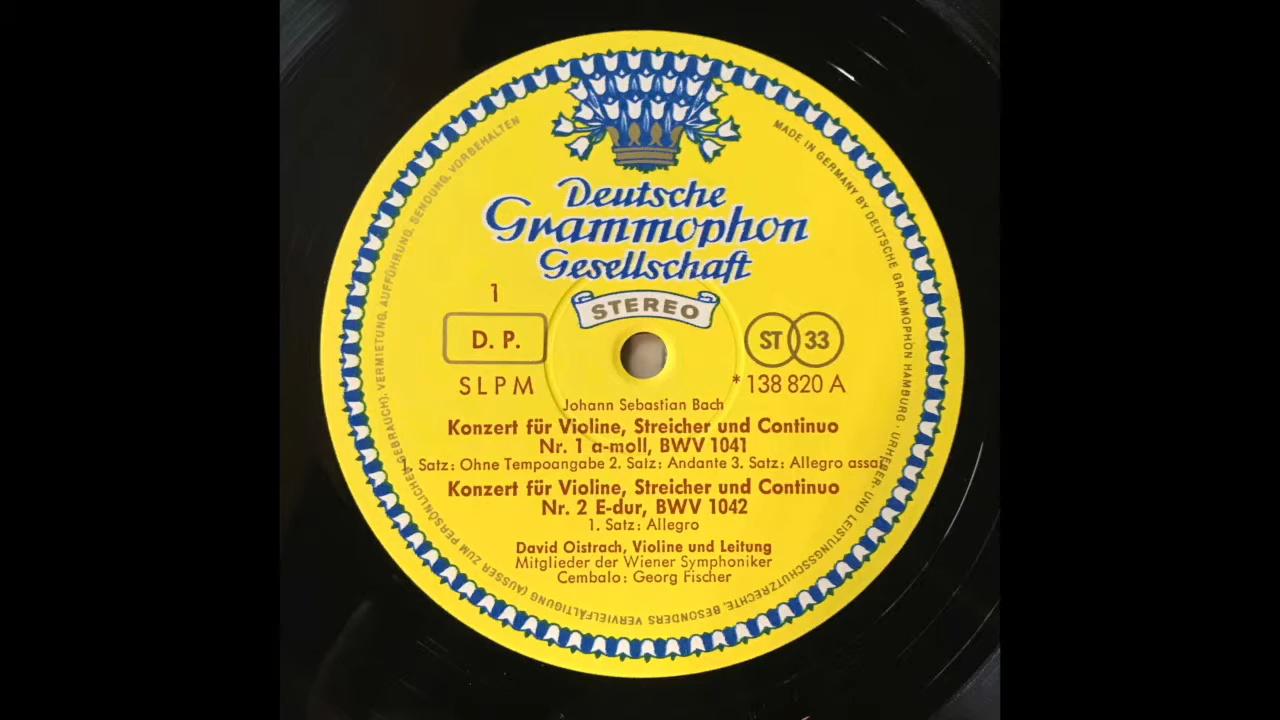 Deutsche
Grammophon
Gesellschaft
STEREO
1
D. P.
SLPM
ST 33
* 138 820 A
Johann Sebastian Bach
Konzert für Violine, Streicher und Continuo
Nr. 1 a-moll, BWV 1041
1. Satz: Ohne Tempoangabe 2. Satz: Andante 3. Satz: Allegro assai
Konzert für Violine, Streicher und Continuo
Nr. 2 E-dur, BWV 1042
1. Satz: Allegro
David Oistrach, Violine und Leitung
Mitglieder der Wiener Symphoniker
Cembalo: Georg Fischer
MADE IN GERMANY BY DEUTSCHE GRAMMOPHON HAMBURG · URHEBER- UND LEISTUNGSSCHUTZRECHTE, BESONDERS VERVIELFÄLTIGUNG (AUSSER ZUM PERSÖNLICHEN GEBRAUCH), VERMIETUNG, AUFFÜHRUNG, SENDUNG, VORBEHALTEN